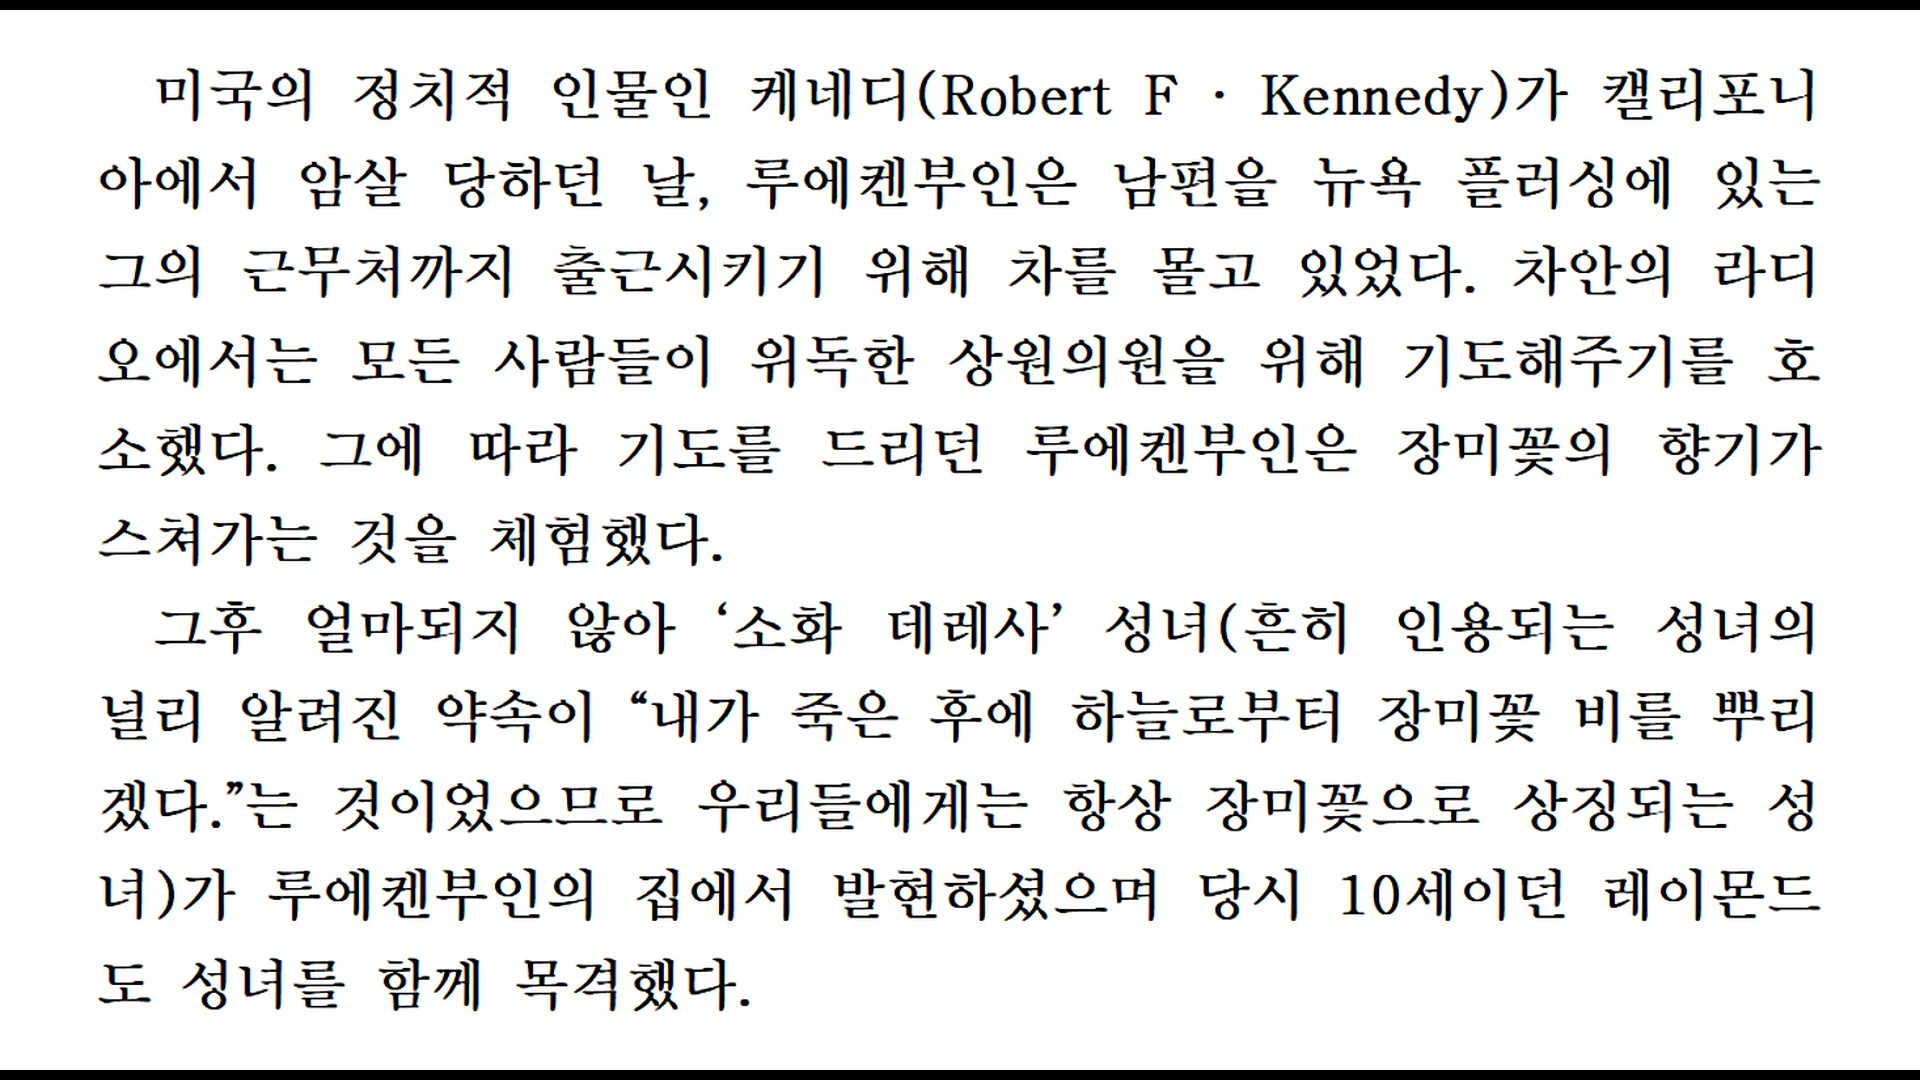 미국의 정치적 인물인 케네디(Robert F · Kennedy)가 캘리포니
아에서 암살 당하던 날, 루에켄부인은 남편을 뉴욕 플러싱에 있는
그의 근무처까지 출근시키기 위해 차를 몰고 있었다. 차안의 라디
오에서는 모든 사람들이 위독한 상원의원을 위해 기도해주기를 호
소했다. 그에 따라 기도를 드리던 루에켄부인은 장미꽃의 향기가
스쳐가는 것을 체험했다.
그후 얼마되지 않아 ‘소화 데레사’ 성녀(흔히 인용되는 성녀의
널리 알려진 약속이 “내가 죽은 후에 하늘로부터 장미꽃 비를 뿌리
겠다.”는 것이었으므로 우리들에게는 항상 장미꽃으로 상징되는 성
녀)가 루에켄부인의 집에서 발현하셨으며 당시 10세이던 레이몬드
도 성녀를 함께 목격했다.